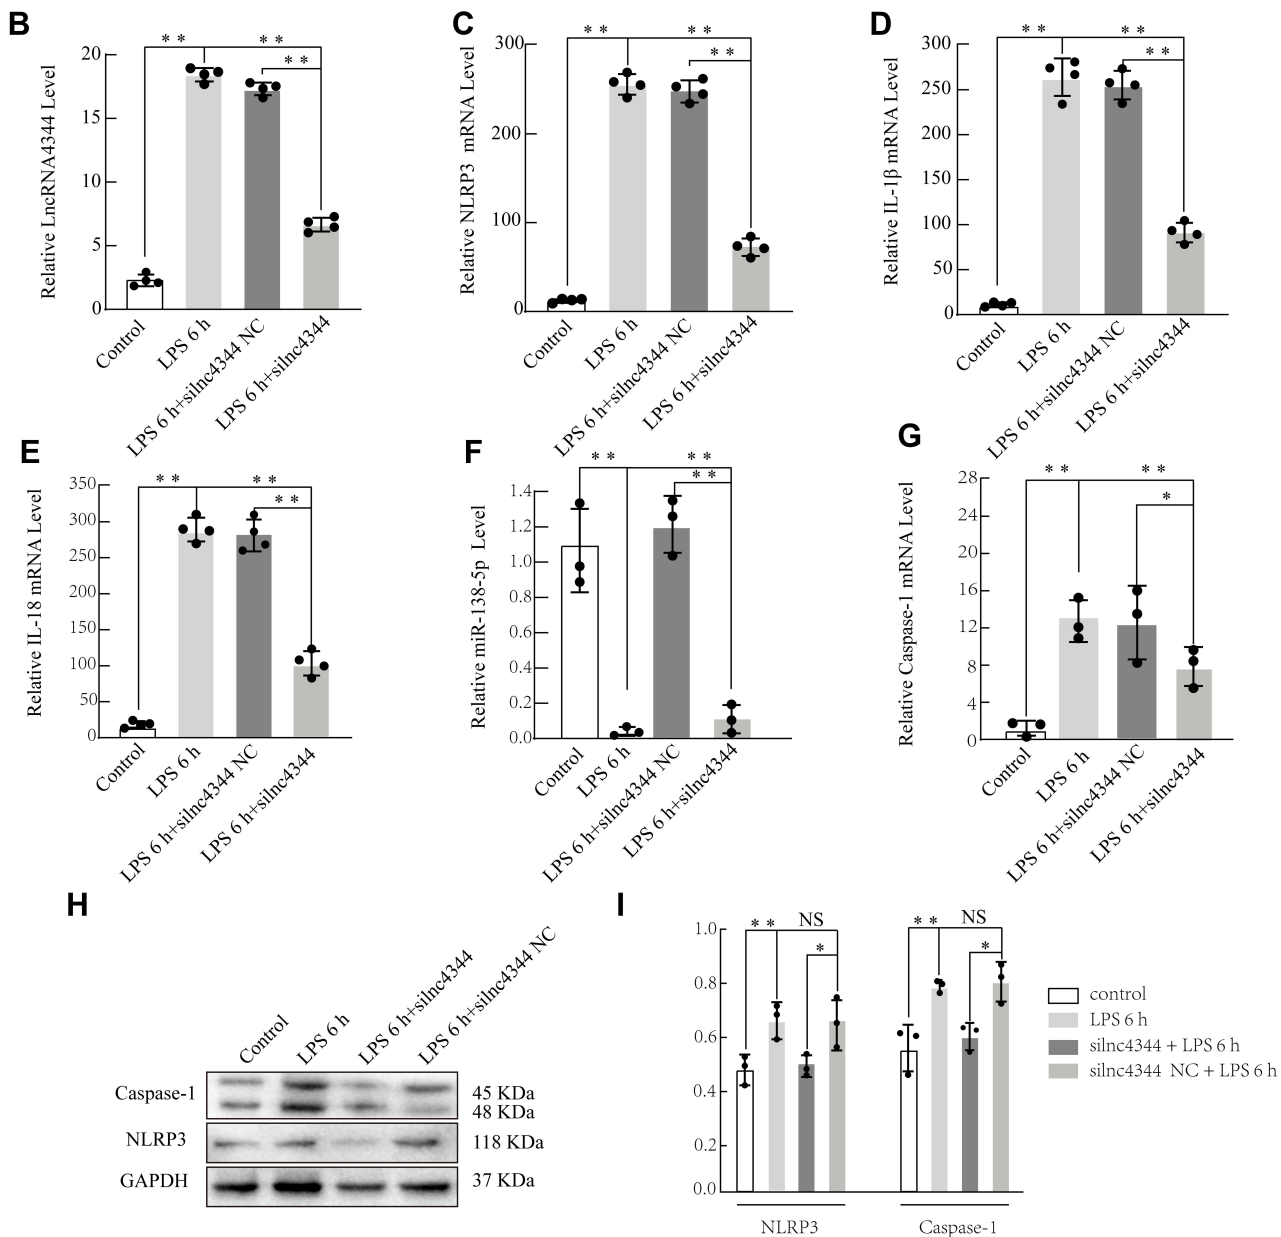 B
Relative LncRNA4344 Level
20
15
10
5
0
* *
* *
* *
Control
LPS 6 h
LPS 6 h+silnc4344 NC
LPS 6 h+silnc4344
C
Relative NLRP3 mRNA Level
300
200
100
0
* *
* *
* *
Control
LPS 6 h
LPS 6 h+silnc4344 NC
LPS 6 h+silnc4344
D
Relative IL-1β mRNA Level
300
250
200
150
100
50
0
* *
* *
* *
Control
LPS 6 h
LPS 6 h+silnc4344 NC
LPS 6 h+silnc4344
E
Relative IL-18 mRNA Level
350
300
250
200
150
100
50
0
* *
* *
* *
Control
LPS 6 h
LPS 6 h+silnc4344 NC
LPS 6 h+silnc4344
F
Relative miR-138-5p Level
1.4
1.2
1.0
0.8
0.6
0.4
0.2
0.0
* *
* *
* *
Control
LPS 6 h
LPS 6 h+silnc4344 NC
LPS 6 h+silnc4344
G
Relative Caspase-1 mRNA Level
28
24
20
16
12
8
4
0
* *
* *
*
Control
LPS 6 h
LPS 6 h+silnc4344 NC
LPS 6 h+silnc4344
H
Control
LPS 6 h
LPS 6 h+silnc4344
LPS 6 h+silnc4344 NC
Caspase-1
45 KDa
48 KDa
NLRP3
118 KDa
GAPDH
37 KDa
I
1.0
0.8
0.6
0.4
0.2
0.0
* *
NS
*
* *
NS
*
NLRP3
Caspase-1
control
LPS 6 h
silnc4344 + LPS 6 h
silnc4344 NC + LPS 6 h